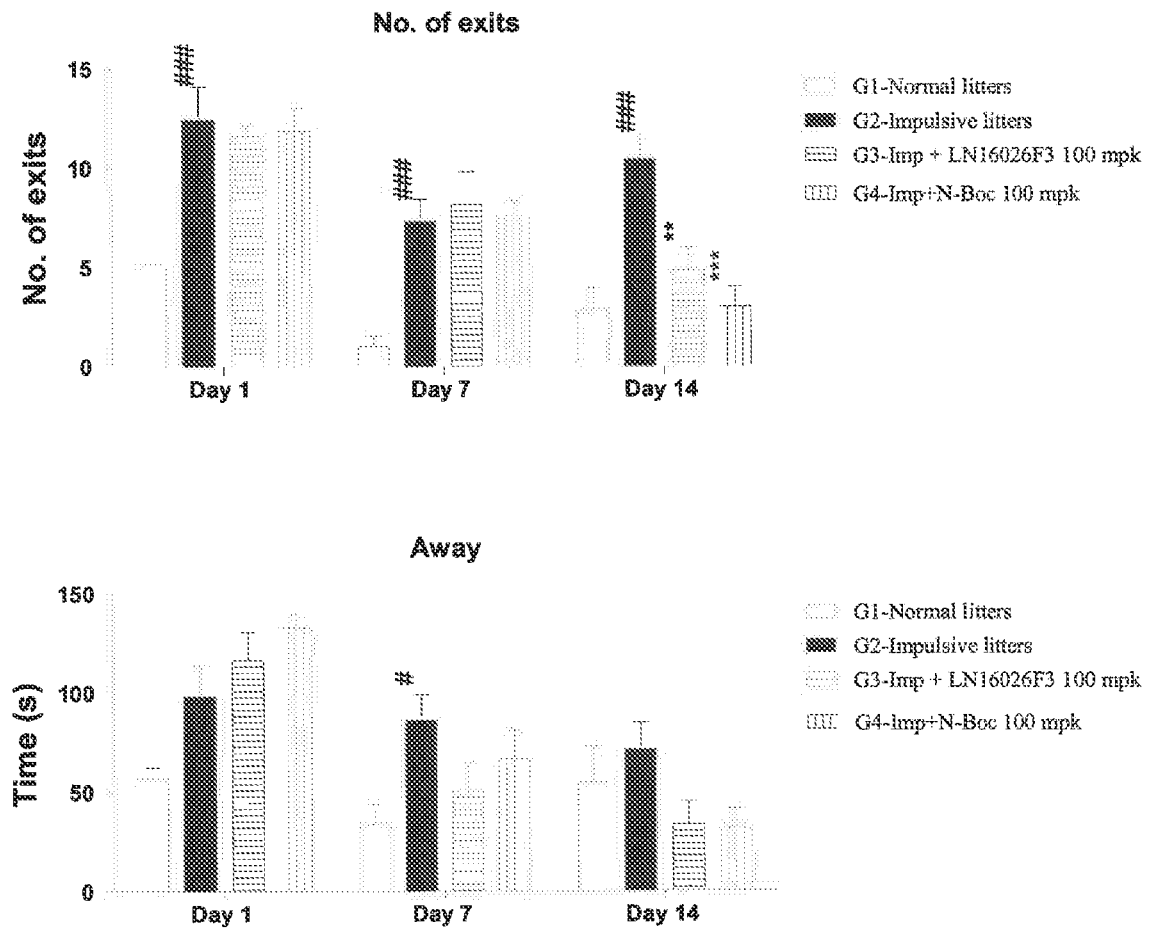 No. of exits
No. of exits
15
10
5
0
###
###
###
**
***
Day 1
Day 7
Day 14
G1-Normal litters
G2-Impulsive litters
G3-Imp + LN16026F3 100 mpk
G4-Imp+N-Boc 100 mpk
Away
Time (s)
150
100
50
0
#
Day 1
Day 7
Day 14
G1-Normal litters
G2-Impulsive litters
G3-Imp + LN16026F3 100 mpk
G4-Imp+N-Boc 100 mpk